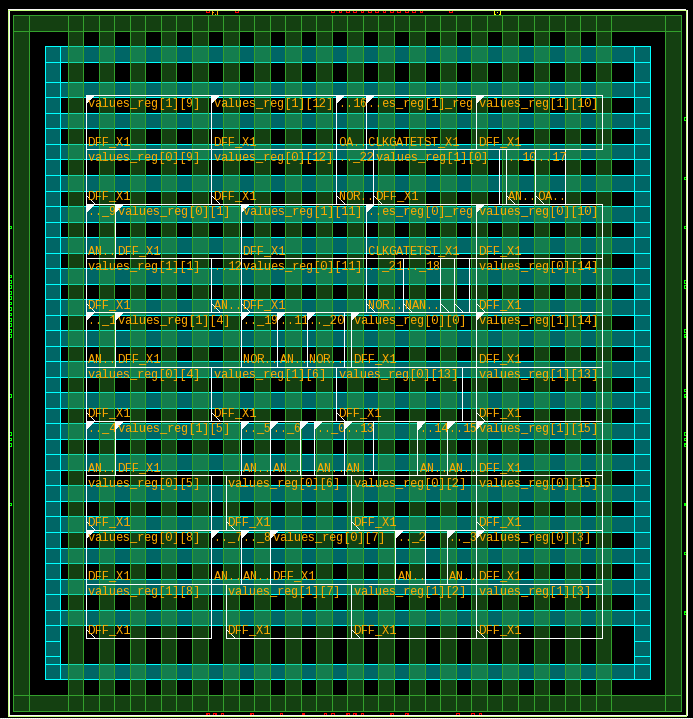 values_reg[1][9] values_reg[1][12] ..16 ..es_reg[1]_reg values_reg[1][10]
DFF_X1 DFF_X1 OA.. CLKGATETST_X1 DFF_X1
values_reg[0][9] values_reg[0][12] .._22 values_reg[1][0] 10 ..17
DFF_X1 DFF_X1 NOR.. DFF_X1 AN.. OA..
.._9 values_reg[0][1] values_reg[1][11] ..es_reg[0]_reg values_reg[0][10]
AN.. DFF_X1 DFF_X1 CLKGATETST_X1 DFF_X1
values_reg[1][1] ..12 values_reg[0][11] .._21 .._18 values_reg[0][14]
DFF_X1 AN.. DFF_X1 NOR.. NAN.. DFF_X1
.._1 values_reg[1][4] .._19 ..11 .._20 values_reg[0][0] values_reg[1][14]
AN.. DFF_X1 NOR.. AN.. NOR.. DFF_X1 DFF_X1
values_reg[0][4] values_reg[1][6] values_reg[0][13] values_reg[1][13]
DFF_X1 DFF_X1 DFF_X1 DFF_X1
.._4 values_reg[1][5] .._5 .._6 .._0 ..13 ..14 ..15 values_reg[1][15]
AN.. DFF_X1 AN.. AN.. AN.. AN.. AN.. AN.. DFF_X1
values_reg[0][5] values_reg[0][6] values_reg[0][2] values_reg[0][15]
DFF_X1 DFF_X1 DFF_X1 DFF_X1
values_reg[0][8] .._7 .._8 values_reg[0][7] .._2 .._3 values_reg[0][3]
DFF_X1 AN.. AN.. DFF_X1 AN.. AN.. DFF_X1
values_reg[1][8] values_reg[1][7] values_reg[1][2] values_reg[1][3]
DFF_X1 DFF_X1 DFF_X1 DFF_X1